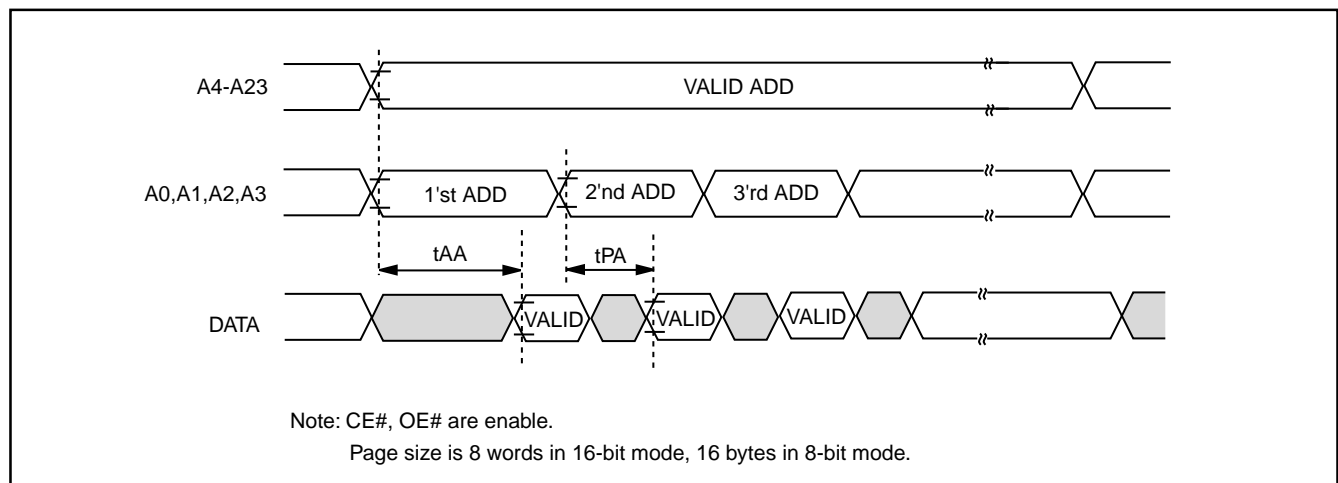 A4-A23
VALID ADD
A0,A1,A2,A3
1'st ADD
2'nd ADD
3'rd ADD
tAA
tPA
DATA
VALID
VALID
VALID
Note: CE#, OE# are enable.
Page size is 8 words in 16-bit mode, 16 bytes in 8-bit mode.